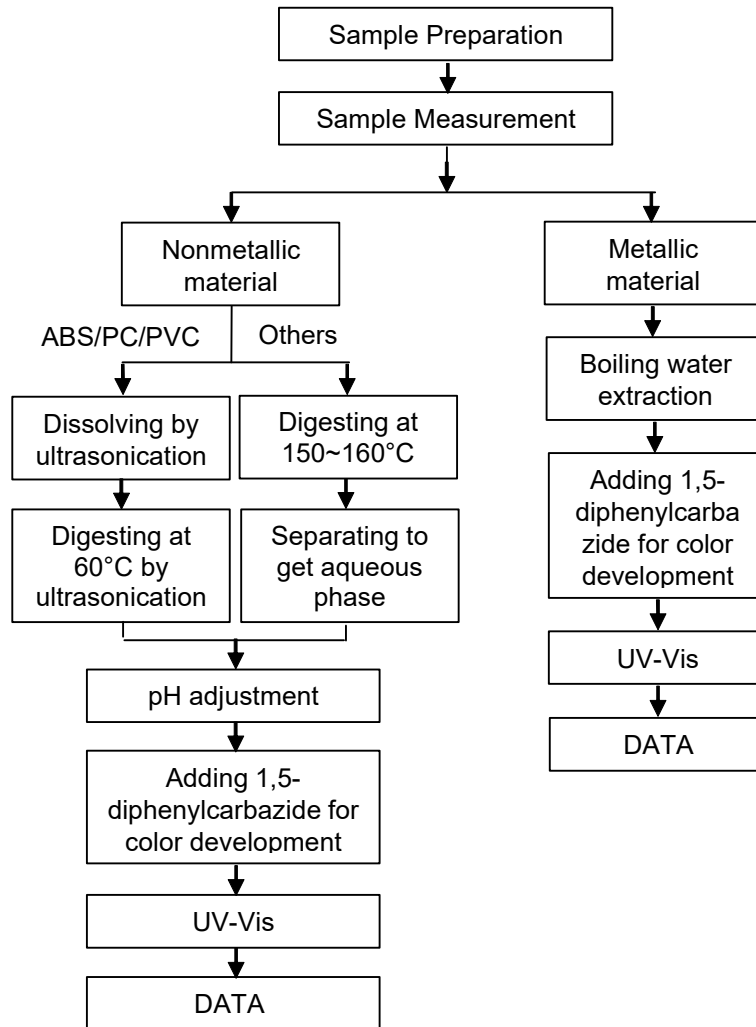 Sample Preparation
Sample Measurement
Nonmetallic
material
ABS/PC/PVC
Others
Dissolving by
ultrasonication
Digesting at
150~160°C
Digesting at
60°C by
ultrasonication
Separating to
get aqueous
phase
pH adjustment
Adding 1,5-
diphenylcarbazide for
color development
UV-Vis
DATA
Metallic
material
Boiling water
extraction
Adding 1,5-
diphenylcarba
zide for color
development
UV-Vis
DATA